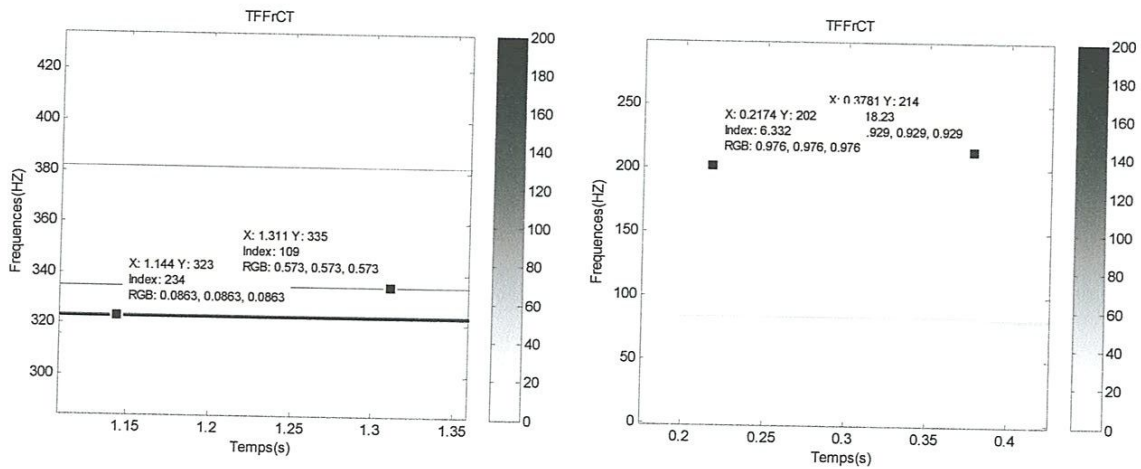 TFFrCT
420
400
380
360
340
320
300
Frequences(HZ)
X: 1.311 Y: 335
Index: 109
RGB: 0.573, 0.573, 0.573
X: 1.144 Y: 323
Index: 234
RGB: 0.0863, 0.0863, 0.0863
1.15 1.2 1.25 1.3 1.35
Temps(s)
200
180
160
140
120
100
80
60
40
20
0
TFFrCT
250
200
150
100
50
0
Frequences(HZ)
X: 0.3781 Y: 214
18.23
.929, 0.929, 0.929
X: 0.2174 Y: 202
Index: 6.332
RGB: 0.976, 0.976, 0.976
0.2 0.25 0.3 0.35 0.4
Temps(s)
200
180
160
140
120
100
80
60
40
20
0